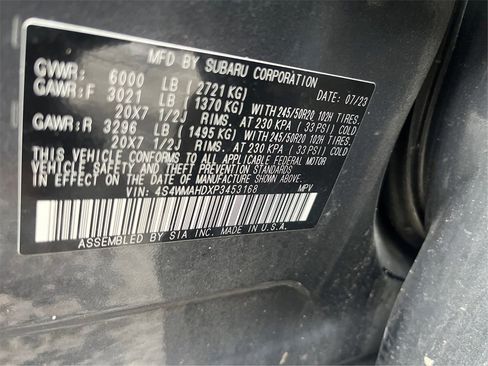 MFD BY SUBARU CORPORATION
GVWR: 6000 LB (2721 KG) DATE: 07/23
GAWR:F 3021 LB (1370 KG) WITH 245/50R20 102H TIRES.
20X7 1/2J RIMS. AT 230 KPA (33 PSI) COLD
GAWR:R 3296 LB (1495 KG) WITH 245/50R20 102H TIRES.
20X7 1/2J RIMS. AT 230 KPA (33 PSI) COLD
THIS VEHICLE CONFORMS TO ALL APPLICABLE FEDERAL MOTOR
VEHICLE SAFETY AND THEFT PREVENTION STANDARDS IN EFFECT
ON THE DATE OF MANUFACTURE SHOWN ABOVE.
VIN: 4S4WMAHDXP3453168 MPV
ASSEMBLED BY SIA INC. MADE IN U.S.A.